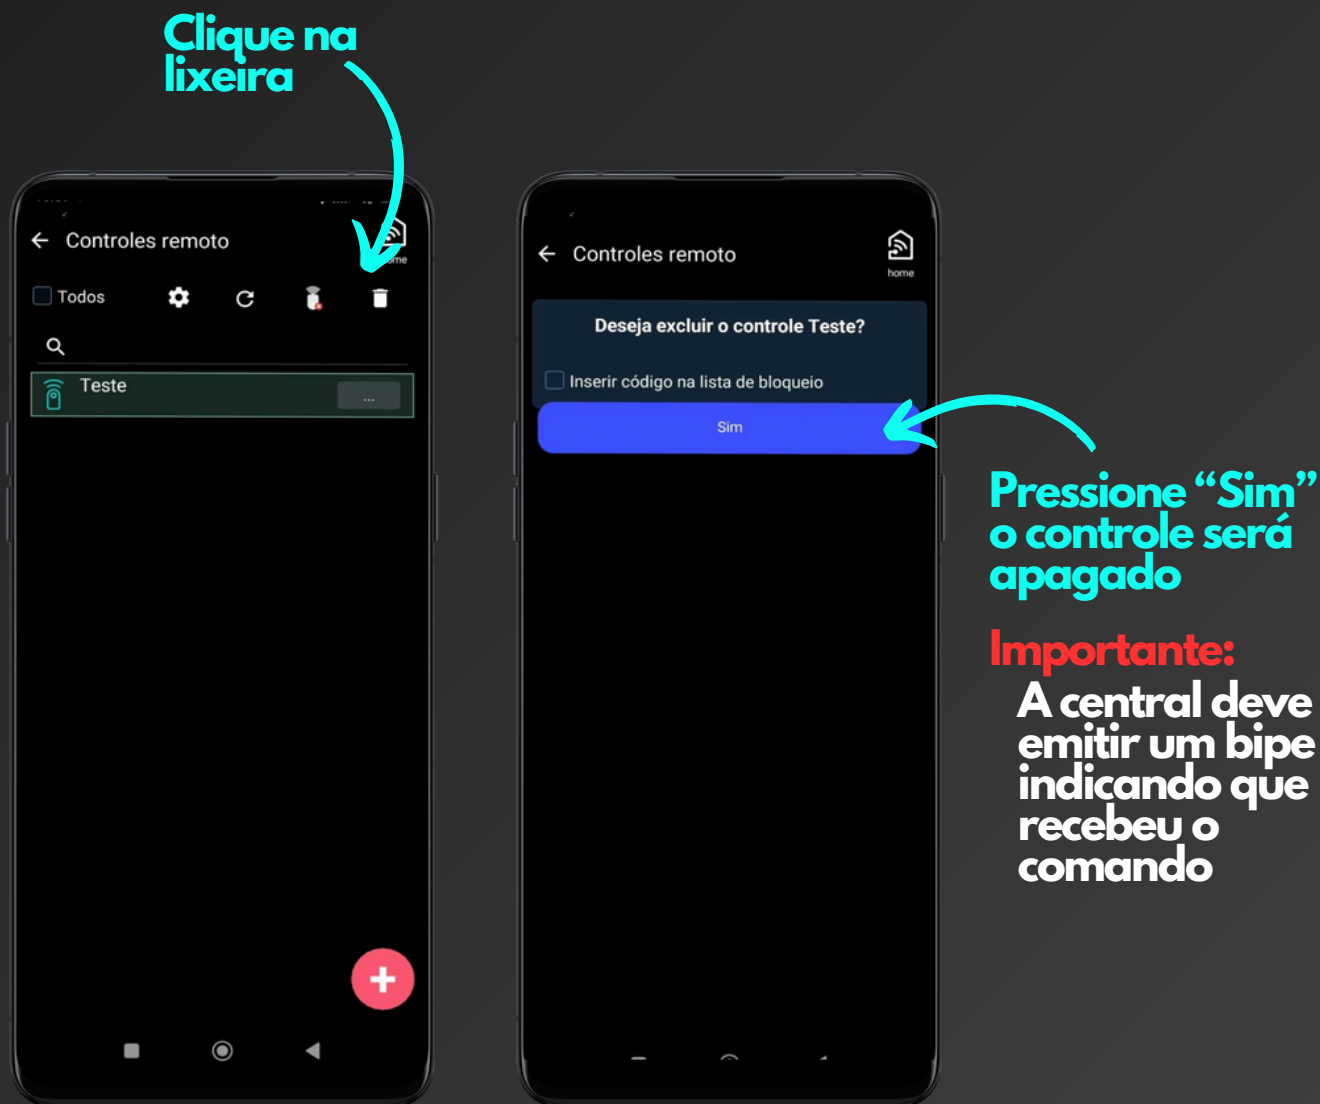 Clique na
lixeira
Controles remoto
Todos
Teste
...
Controles remoto
home
Deseja excluir o controle Teste?
Inserir código na lista de bloqueio
Sim
Pressione “Sim”
o controle será
apagado
Importante:
A central deve
emitir um bipe
indicando que
recebeu o
comando